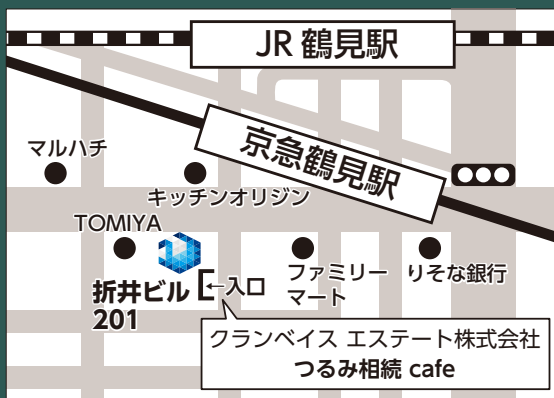 JR 鶴見駅
京急鶴見駅
マルハチ
キッチンオリジン
TOMIYA
折井ビル
201
←入口
ファミリー
マート
りそな銀行
クランベイス エステート株式会社
つるみ相続 cafe